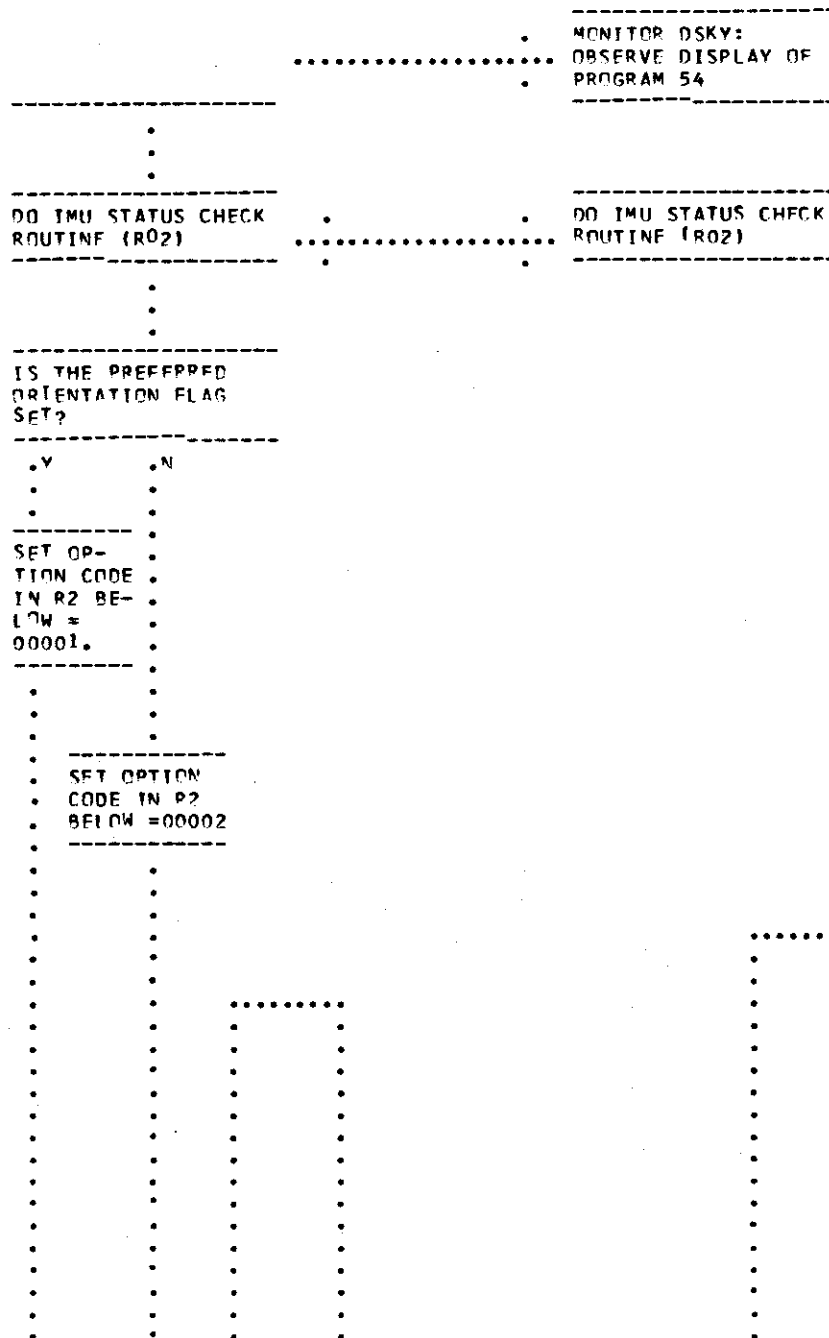 MONITOR DSKY:
OBSERVE DISPLAY OF
PROGRAM 54
DO IMU STATUS CHECK
ROUTINE (R02)
DO IMU STATUS CHECK
ROUTINE (R02)
IS THE PREFERRED
ORIENTATION FLAG
SET?
.Y .N
SET OP-
TION CODE
IN R2 BE-
LOW =
00001.
SET OPTION
CODE IN R2
BELOW =00002